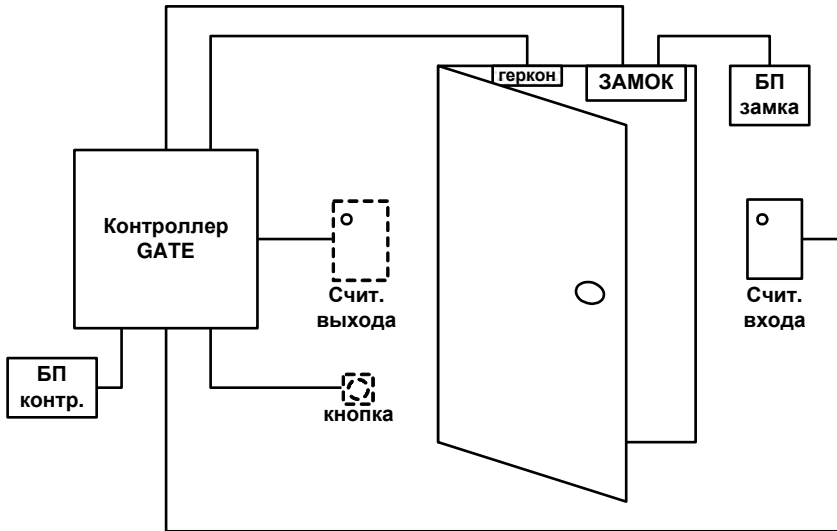 геркон
ЗАМОК
БП
замка
Контроллер
GATE
Счит.
выхода
Счит.
входа
БП
контр.
кнопка